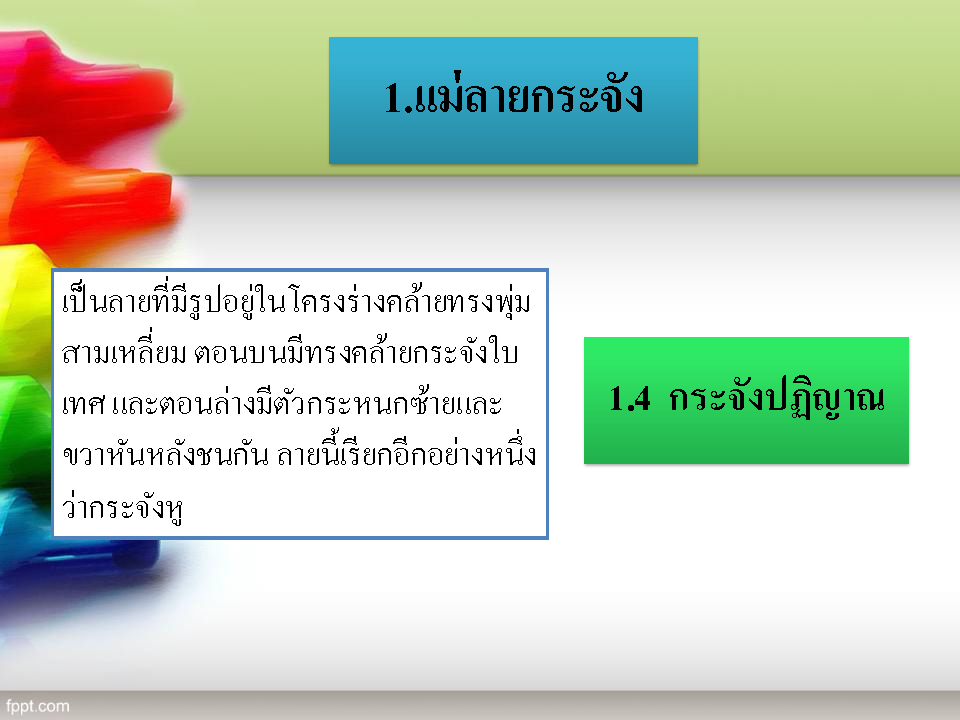 1.แม่ลายกระจัง
เป็นลายที่มีรูปอยู่ในโครงร่างคล้ายทรงพุ่ม
สามเหลี่ยม ตอนบนมีทรงคล้ายกระจังใบ
เทศ และตอนล่างมีตัวกระหนกซ้ายและ
ขวาหันหลังชนกัน ลายนี้เรียกอีกอย่างหนึ่ง
ว่ากระจังหู
1.4 กระจังปฏิญาณ
fppt.com